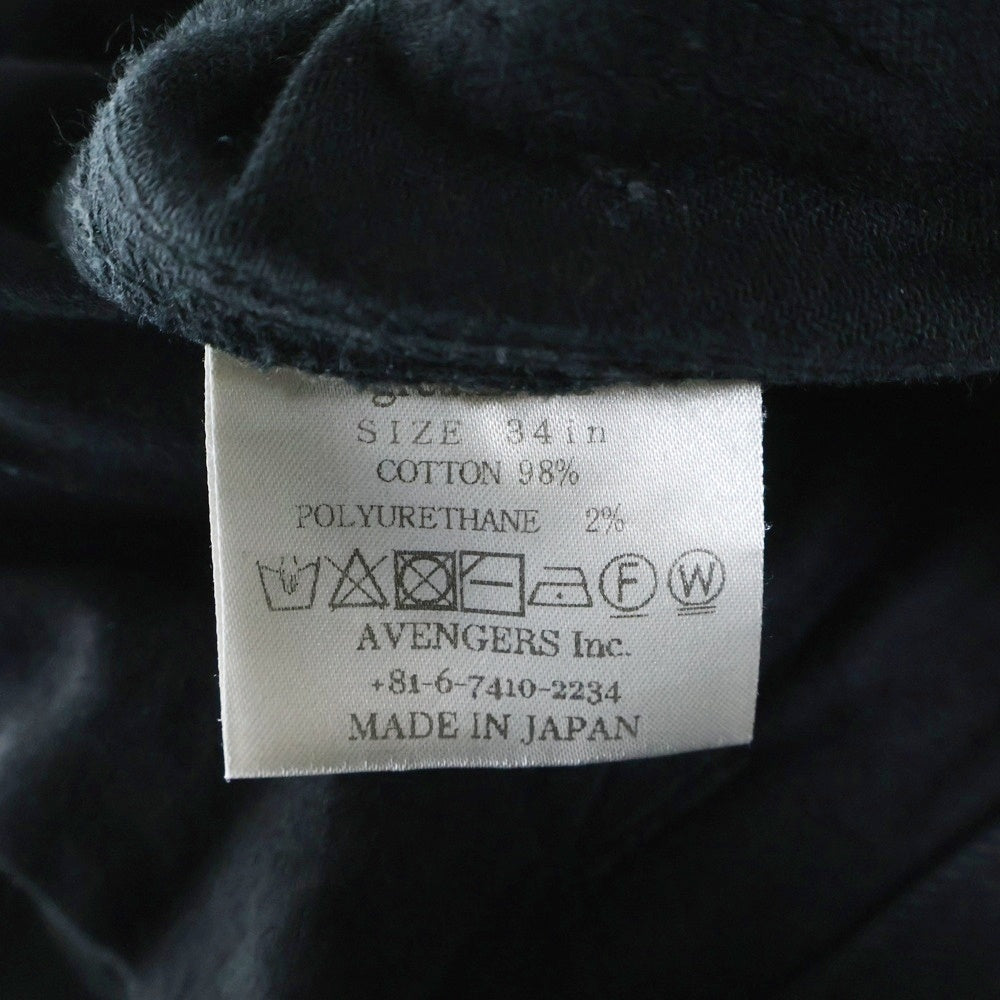 SIZE 34in
COTTON 98%
POLYURETHANE 2%
F W
AVENGERS Inc.
+81-6-7410-2234
MADE IN JAPAN